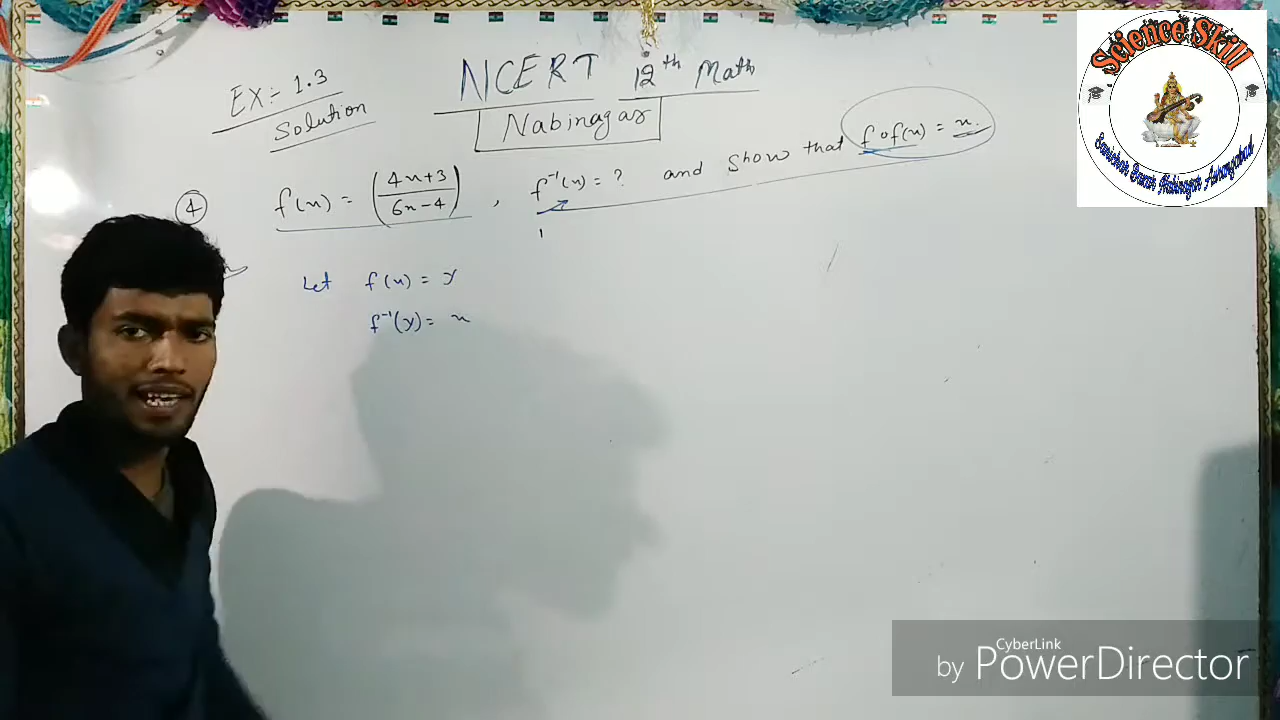 EX:- 1.3
Solution
NCERT 12th Math
Nabinagar
④ f(x) = (4x+3/6x-4), f⁻¹(x) = ? and Show that fof(x) = x.
Let f(x) = y
f⁻¹(y) = x
Science Skill
CyberLink
by PowerDirector